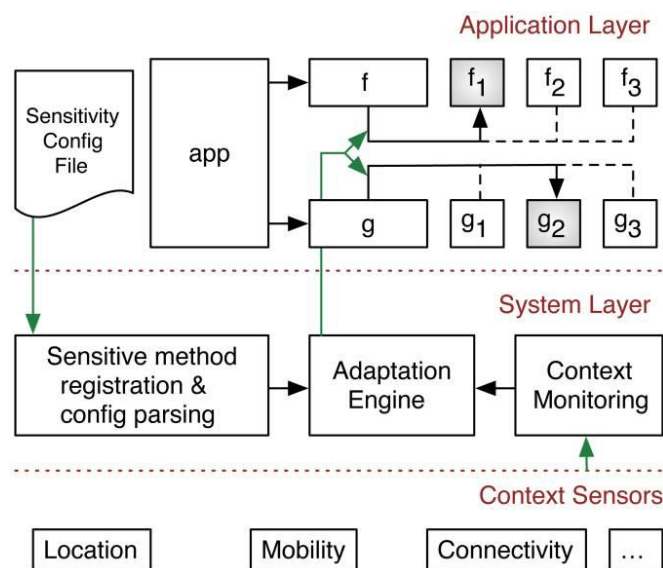 Application Layer
Sensitivity
Config
File
app
f
f1
f2
f3
g
g1
g2
g3
System Layer
Sensitive method
registration &
config parsing
Adaptation
Engine
Context
Monitoring
Context Sensors
Location
Mobility
Connectivity
...